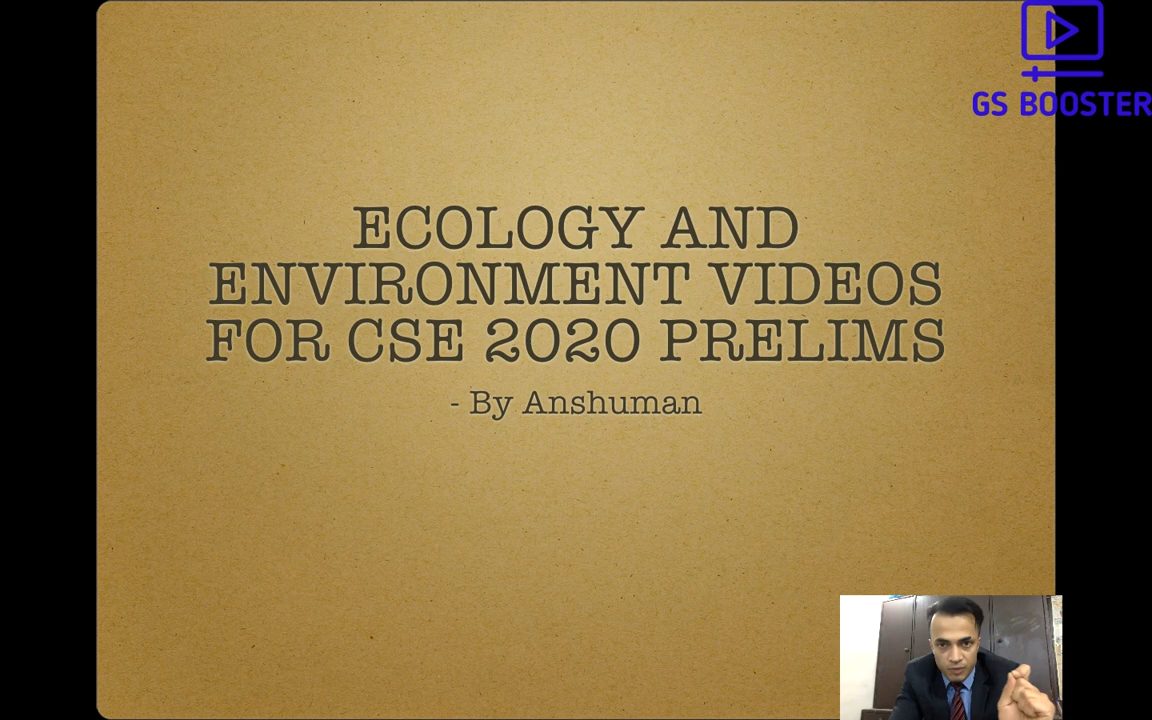 GS BOOSTER
ECOLOGY AND
ENVIRONMENT VIDEOS
FOR CSE 2020 PRELIMS
- By Anshuman